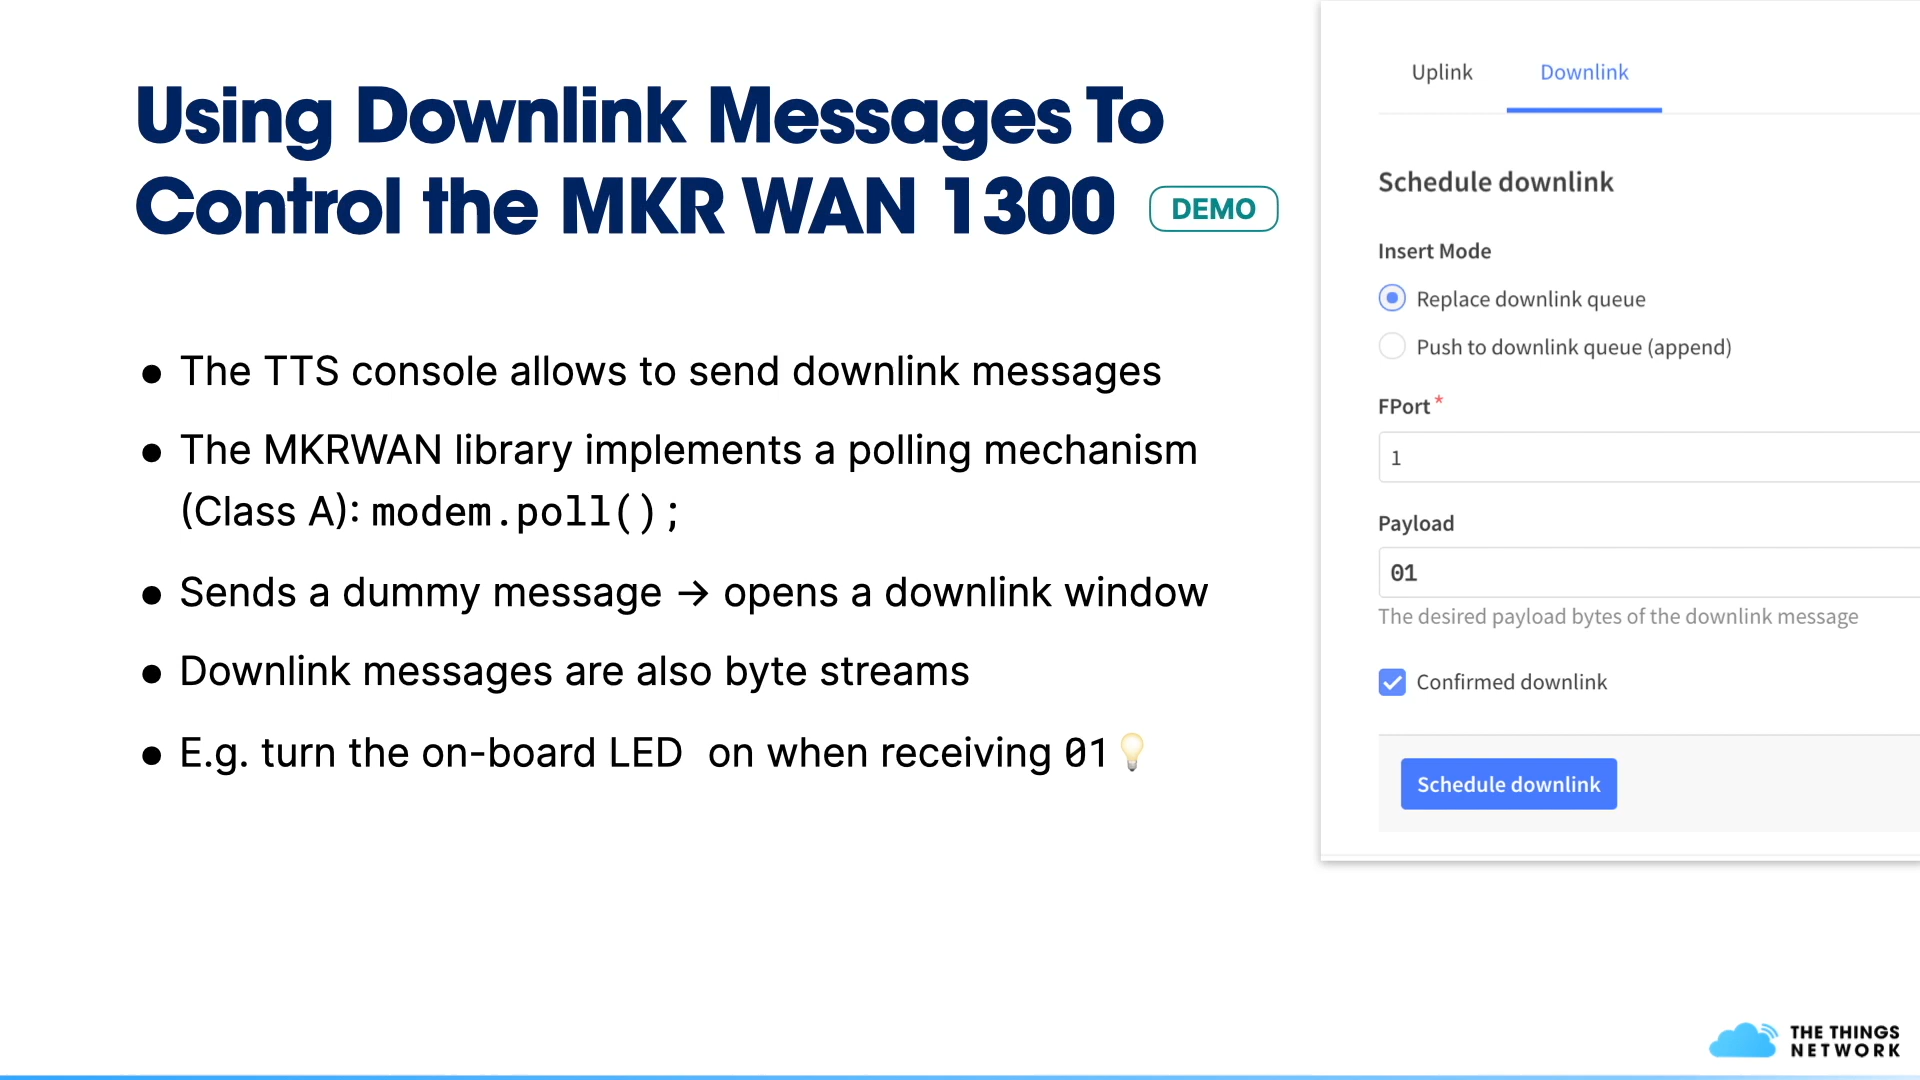 Using Downlink Messages To
Control the MKR WAN 1300 DEMO
● The TTS console allows to send downlink messages
● The MKRWAN library implements a polling mechanism
(Class A): modem.poll();
● Sends a dummy message → opens a downlink window
● Downlink messages are also byte streams
● E.g. turn the on-board LED  on when receiving 01💡
Uplink Downlink
Schedule downlink
Insert Mode
Replace downlink queue
Push to downlink queue (append)
FPort *
1
Payload
01
The desired payload bytes of the downlink message
Confirmed downlink
Schedule downlink
THE THINGS
NETWORK